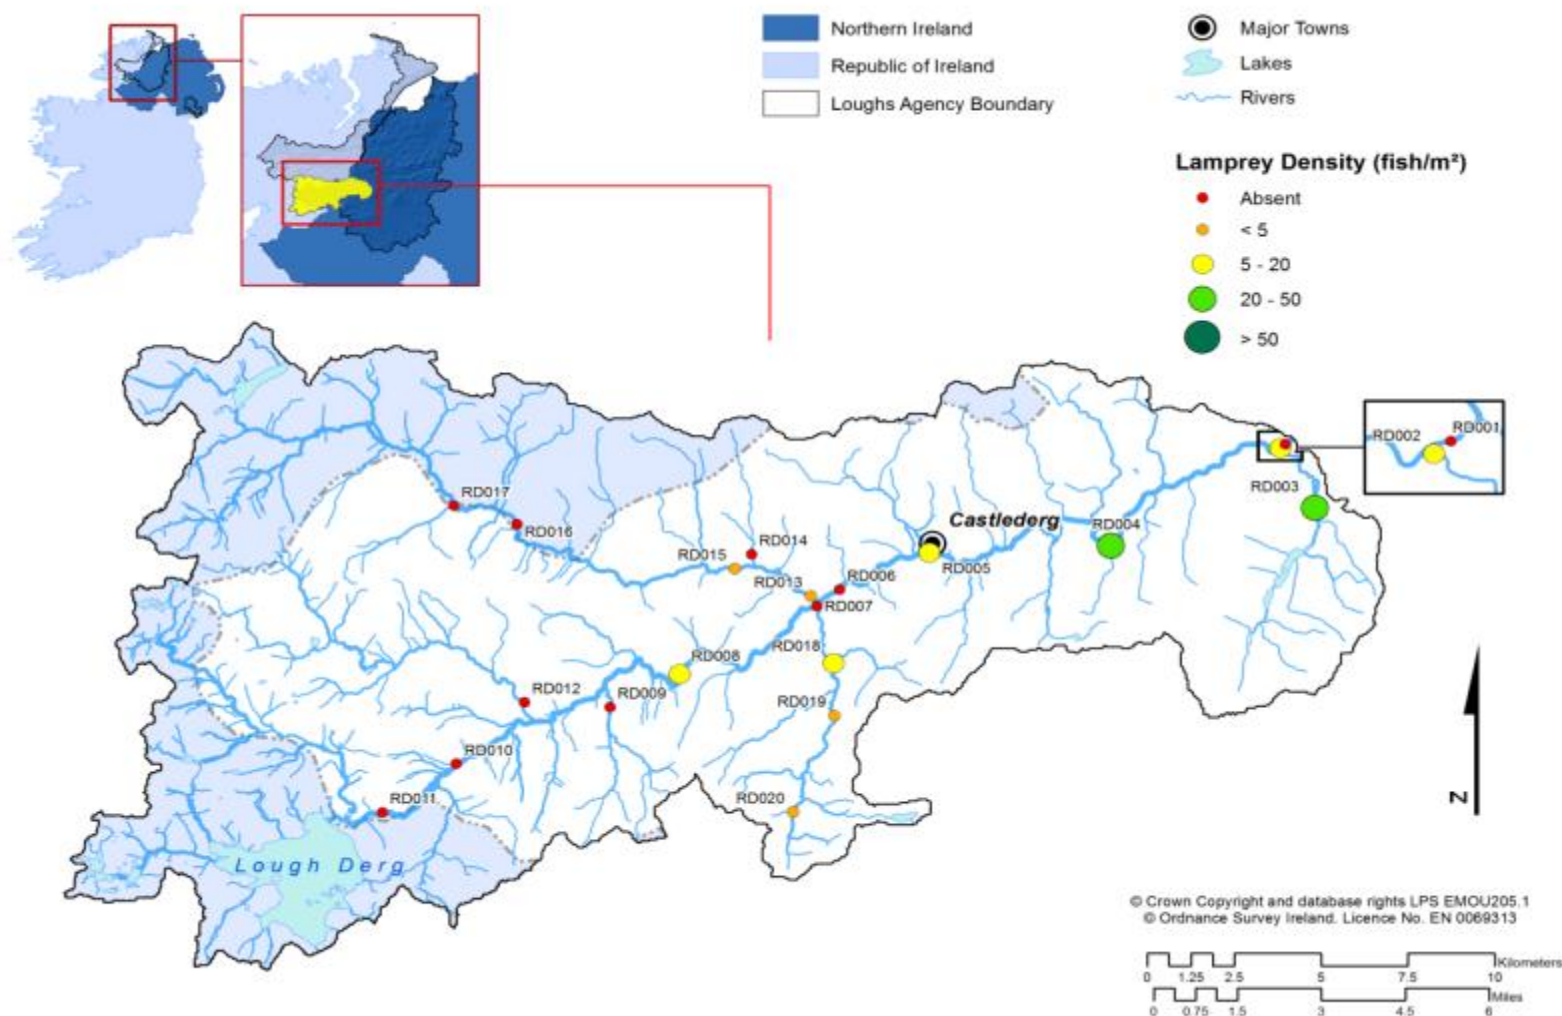 Northern Ireland
Republic of Ireland
Loughs Agency Boundary
Major Towns
Lakes
Rivers
Lamprey Density (fish/m²)
Absent
< 5
5 - 20
20 - 50
> 50
RD002
RD001
RD003
RD017
RD016
Castlederg
RD004
RD014
RD015
RD005
RD006
RD013
RD007
RD008
RD018
RD012
RD009
RD019
RD010
RD011
RD020
Lough Derg
N
© Crown Copyright and database rights LPS EMOU205.1
© Ordnance Survey Ireland. Licence No. EN 0069313
Kilometers
0 1.25 2.5 5 7.5 10
Miles
0 0.75 1.5 3 4.5 6